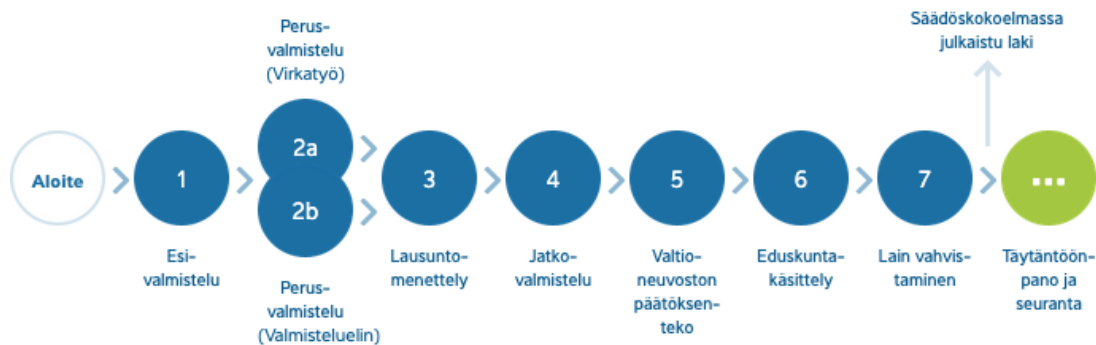 Aloite
1
Esi-
valmistelu
Perus-
valmistelu
(Virkatyö)
2a
2b
Perus-
valmistelu
(Valmisteluelin)
3
Lausunto-
menettely
4
Jatko-
valmistelu
5
Valtio-
neuvoston
päätöksen-
teko
6
Eduskunta-
käsittely
7
Lain vahvis-
taminen
Säädöskokoelmassa
julkaistu laki
...
Täytäntöön-
pano ja
seuranta